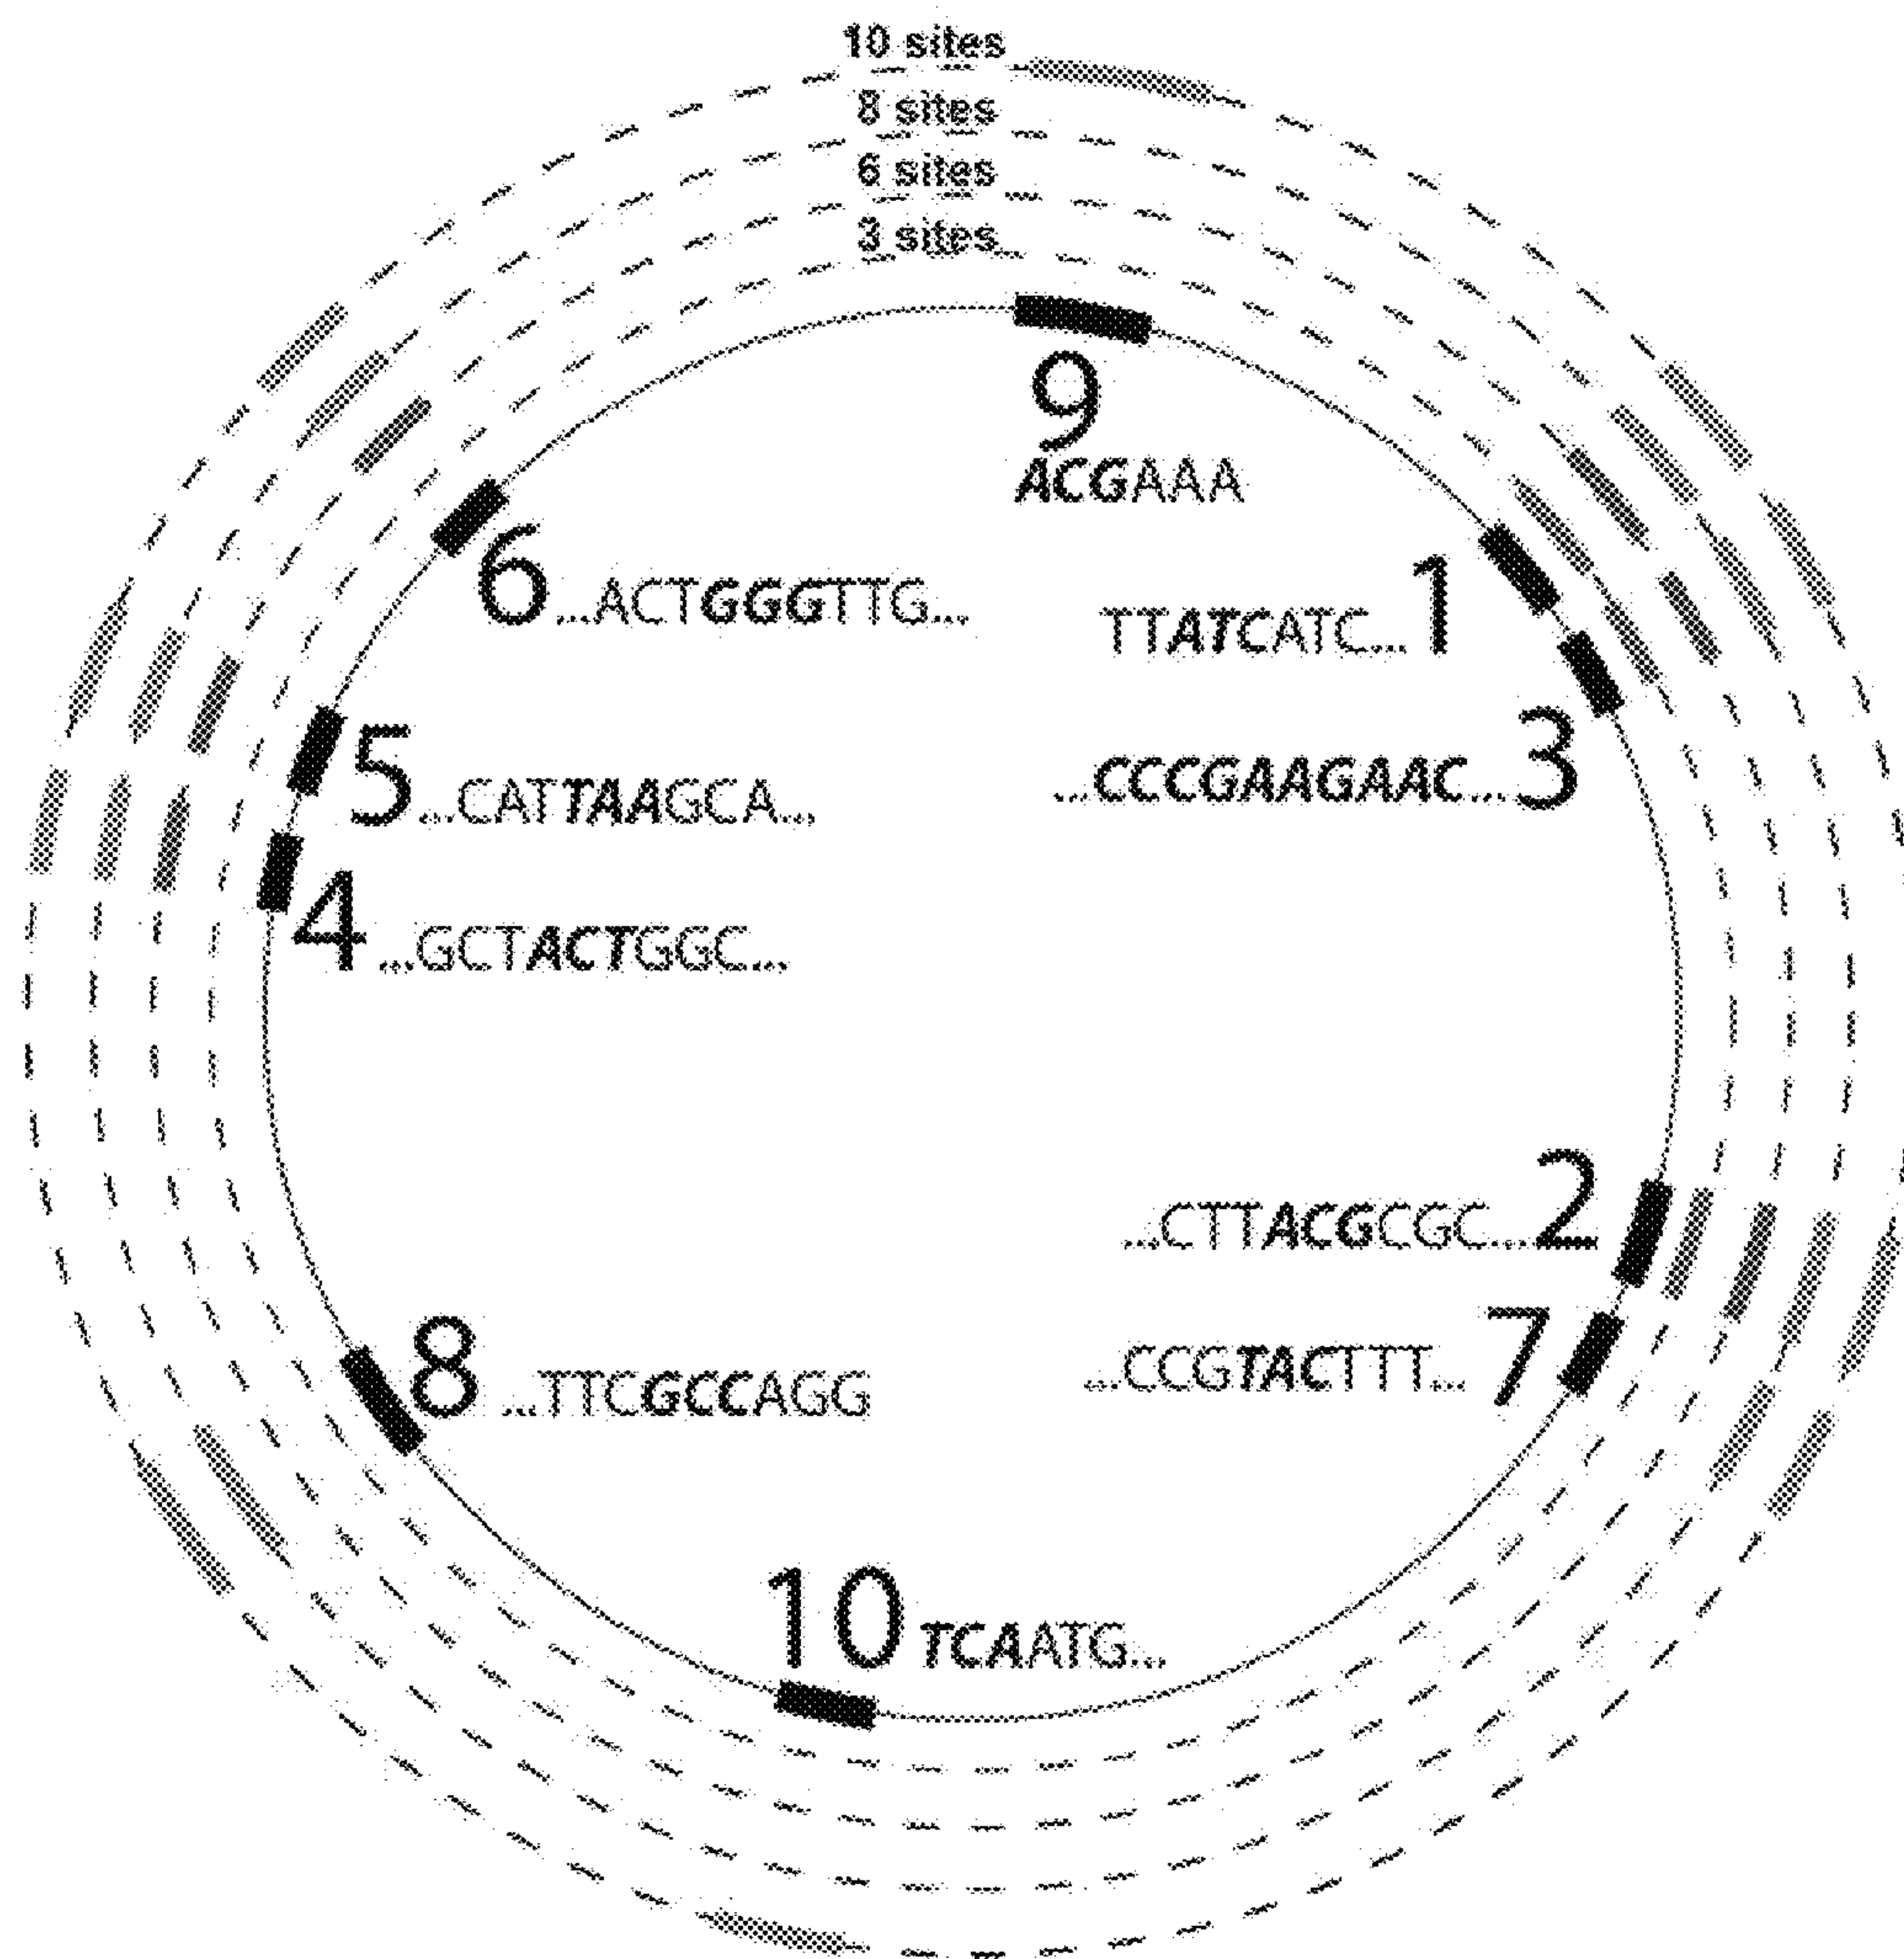 10 sites
8 sites
6 sites
3 sites
9
ACGAAA
6 ...ACTGGGTTG...
TTATCATC... 1
5 ...CATTAAGCA...
...CCCGAAGAAC... 3
4 ...GCTACTGGC...
...CTTACGCGC... 2
8 ...TTCGCCAGG
...CCGTACTTT... 7
10 TCAATG...